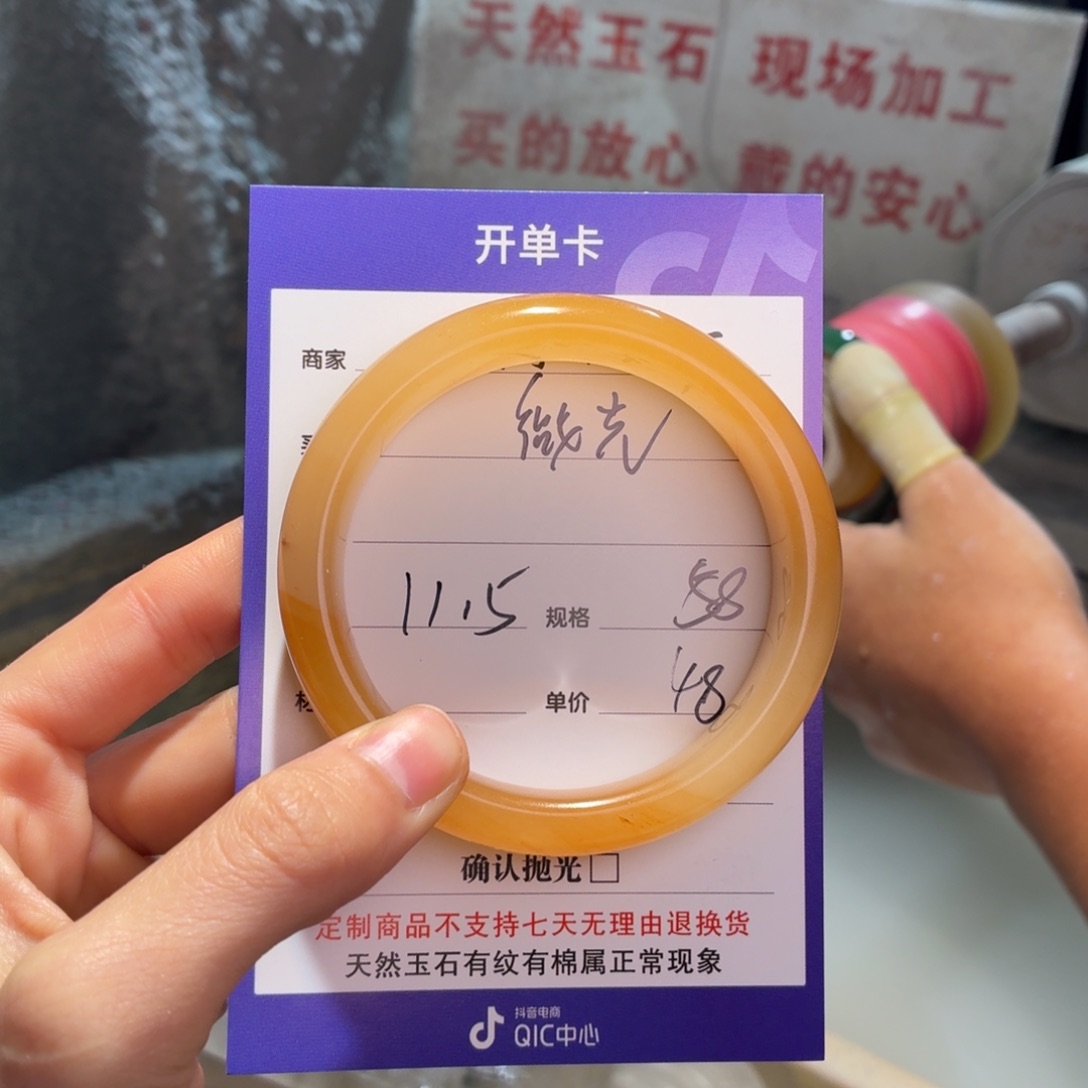 天然玉石 现场加工
买的放心 戴的安心
开单卡
商家
微克
11.5 规格 58
单价 48
确认抛光□
定制商品不支持七天无理由退换货
天然玉石有纹有棉属正常现象
抖音电商
QIC中心